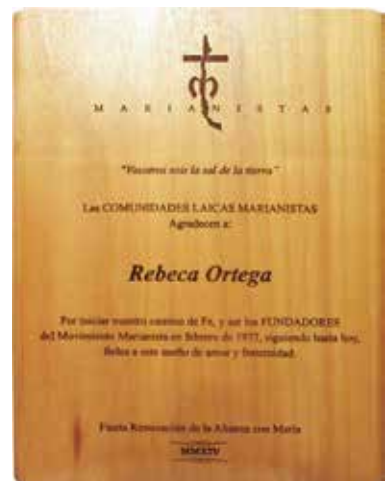 MARIANISTAS
"Vosotros sois la sal de la tierra"
Las COMUNIDADES LAICAS MARIANISTAS
Agradecen a:
Rebeca Ortega
Por iniciar nuestro camino de Fe, y ser los FUNDADORES
del Movimiento Marianista en febrero de 1977, siguiendo hasta hoy,
fieles a este sueño de amor y fraternidad.
Fiesta Renovación de la Alianza con María
MMXIV